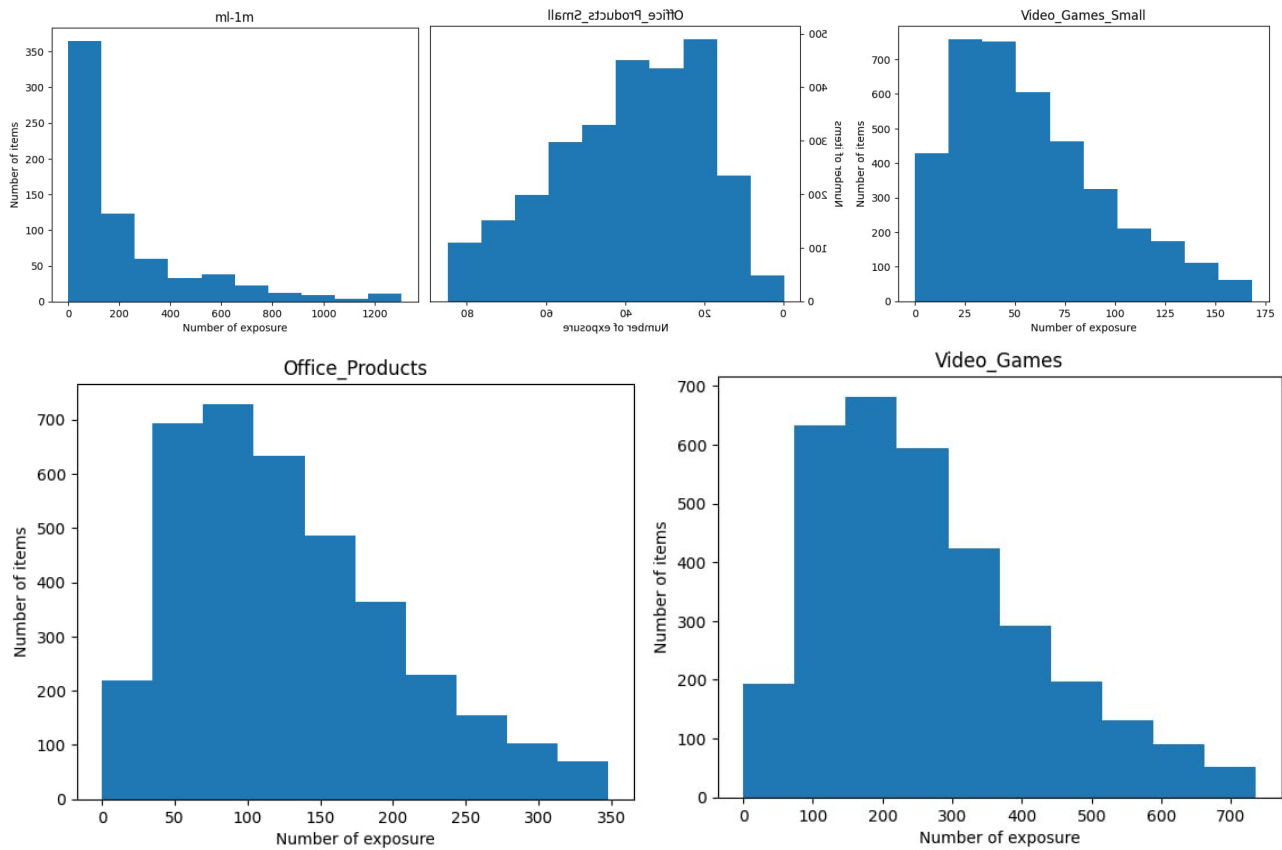 ml-1m
Number of items
350
300
250
200
150
100
50
0
0 200 400 600 800 1000 1200
Number of exposure
Office_Products_Small
Number of items
500
400
300
200
100
0
0 20 40 60 80
Number of exposure
Video_Games_Small
Number of items
700
600
500
400
300
200
100
0
0 25 50 75 100 125 150 175
Number of exposure
Office_Products
Number of items
700
600
500
400
300
200
100
0
0 50 100 150 200 250 300 350
Number of exposure
Video_Games
Number of items
700
600
500
400
300
200
100
0
0 100 200 300 400 500 600 700
Number of exposure